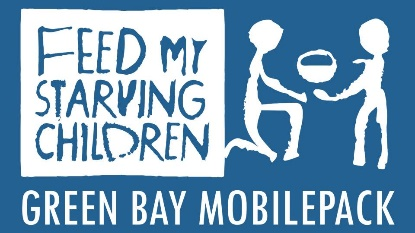 FEED MY
STARVING
CHILDREN
GREEN BAY MOBILEPACK